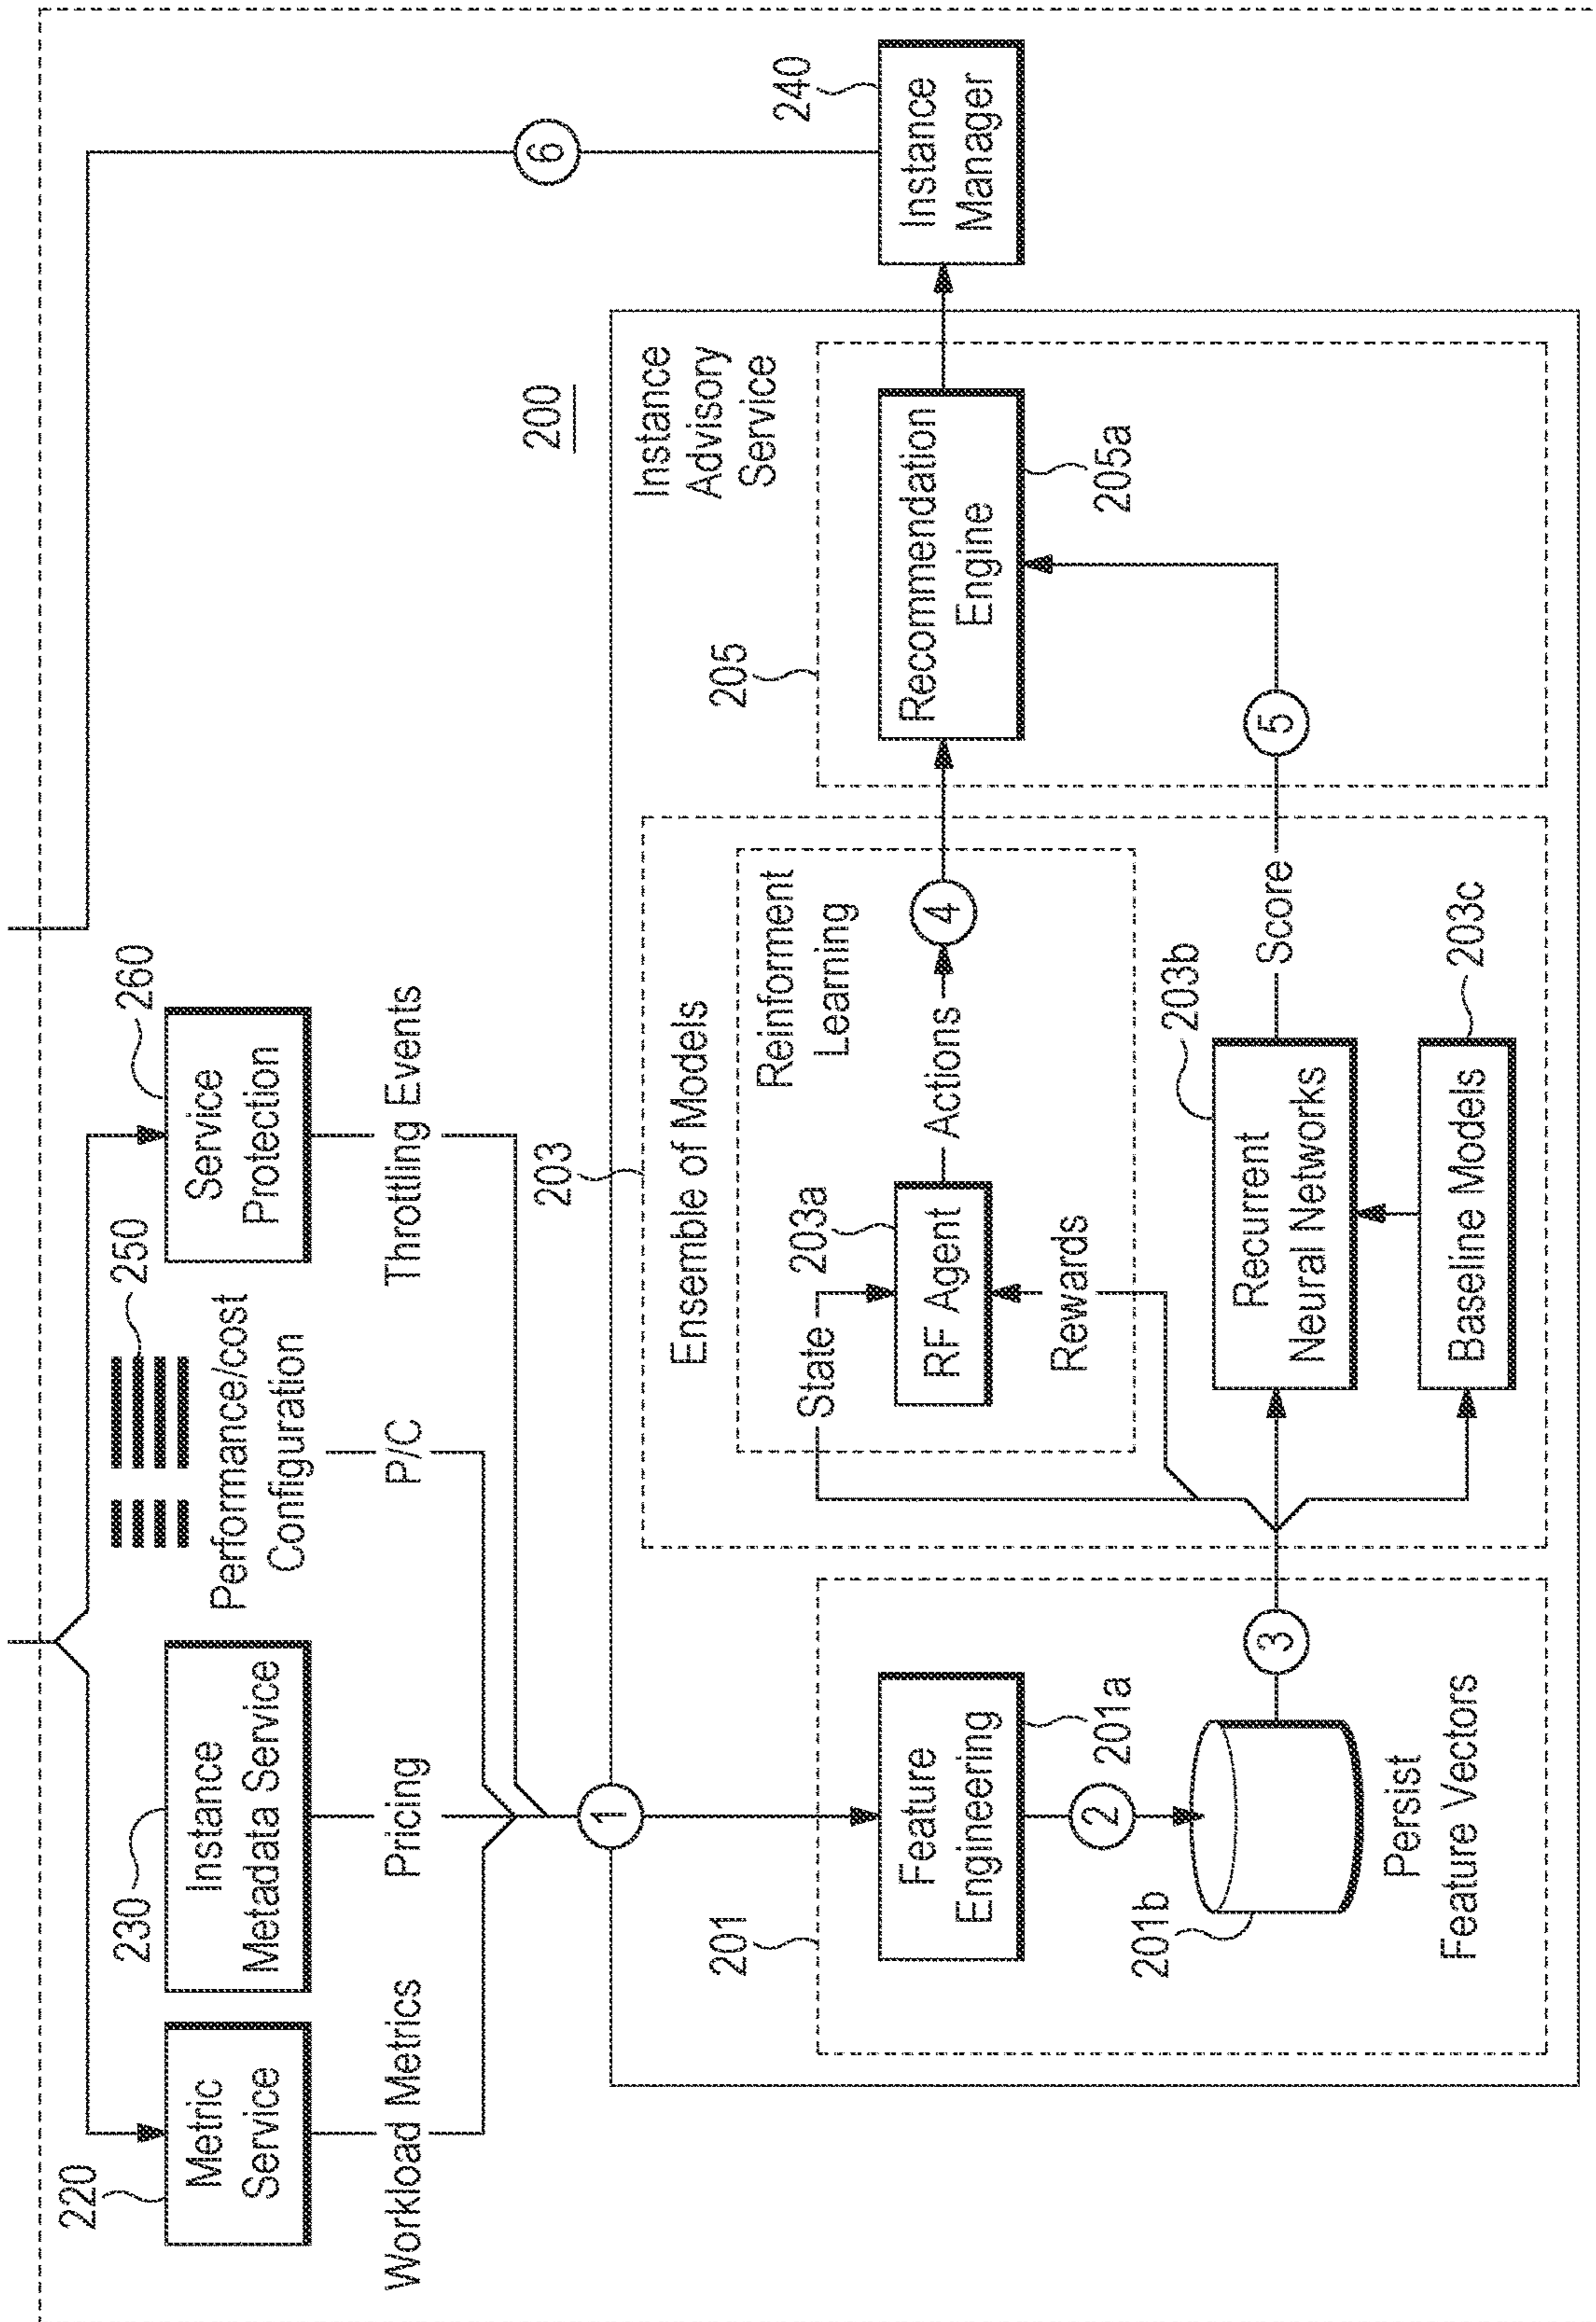 220
Metric
Service
230
Instance
Metadata Service
250
Performance/cost
Configuration
260
Service
Protection
Workload Metrics
Pricing
P/C
Throttling Events
6
240
Instance
Manager
200
1
Instance
Advisory
Service
201
Feature
Engineering
201a
2
201b
Persist
Feature Vectors
3
203
Ensemble of Models
Reinforment
Learning
State
203a
RF Agent
Actions
4
Rewards
203b
Recurrent
Neural Networks
Score
5
Baseline Models
203c
205
Recommendation
Engine
205a